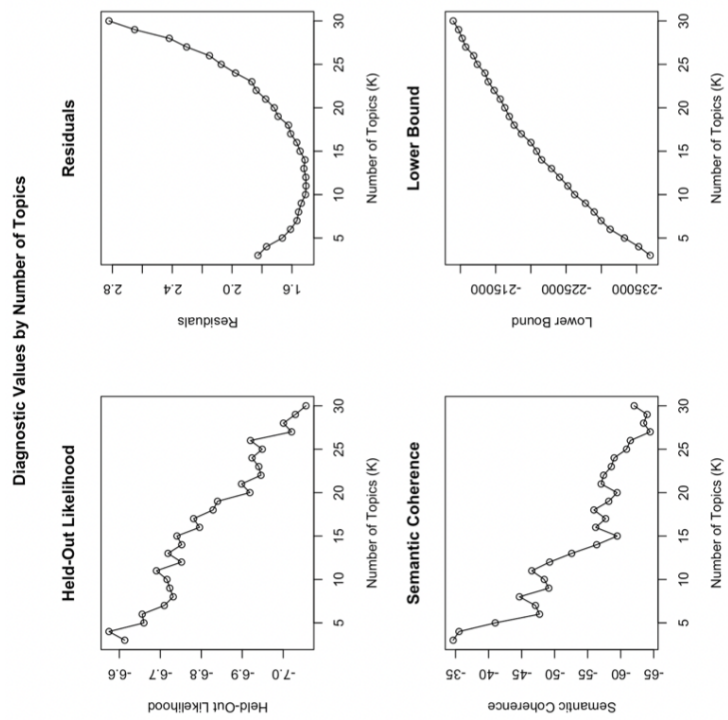 Diagnostic Values by Number of Topics
Held-Out Likelihood
Held-Out Likelihood
-6.6
-6.7
-6.8
-6.9
-7.0
5 10 15 20 25 30
Number of Topics (K)
Residuals
Residuals
2.8
2.4
2.0
1.6
5 10 15 20 25 30
Number of Topics (K)
Semantic Coherence
Semantic Coherence
-35
-40
-45
-50
-55
-60
-65
5 10 15 20 25 30
Number of Topics (K)
Lower Bound
Lower Bound
-215000
-225000
-235000
5 10 15 20 25 30
Number of Topics (K)